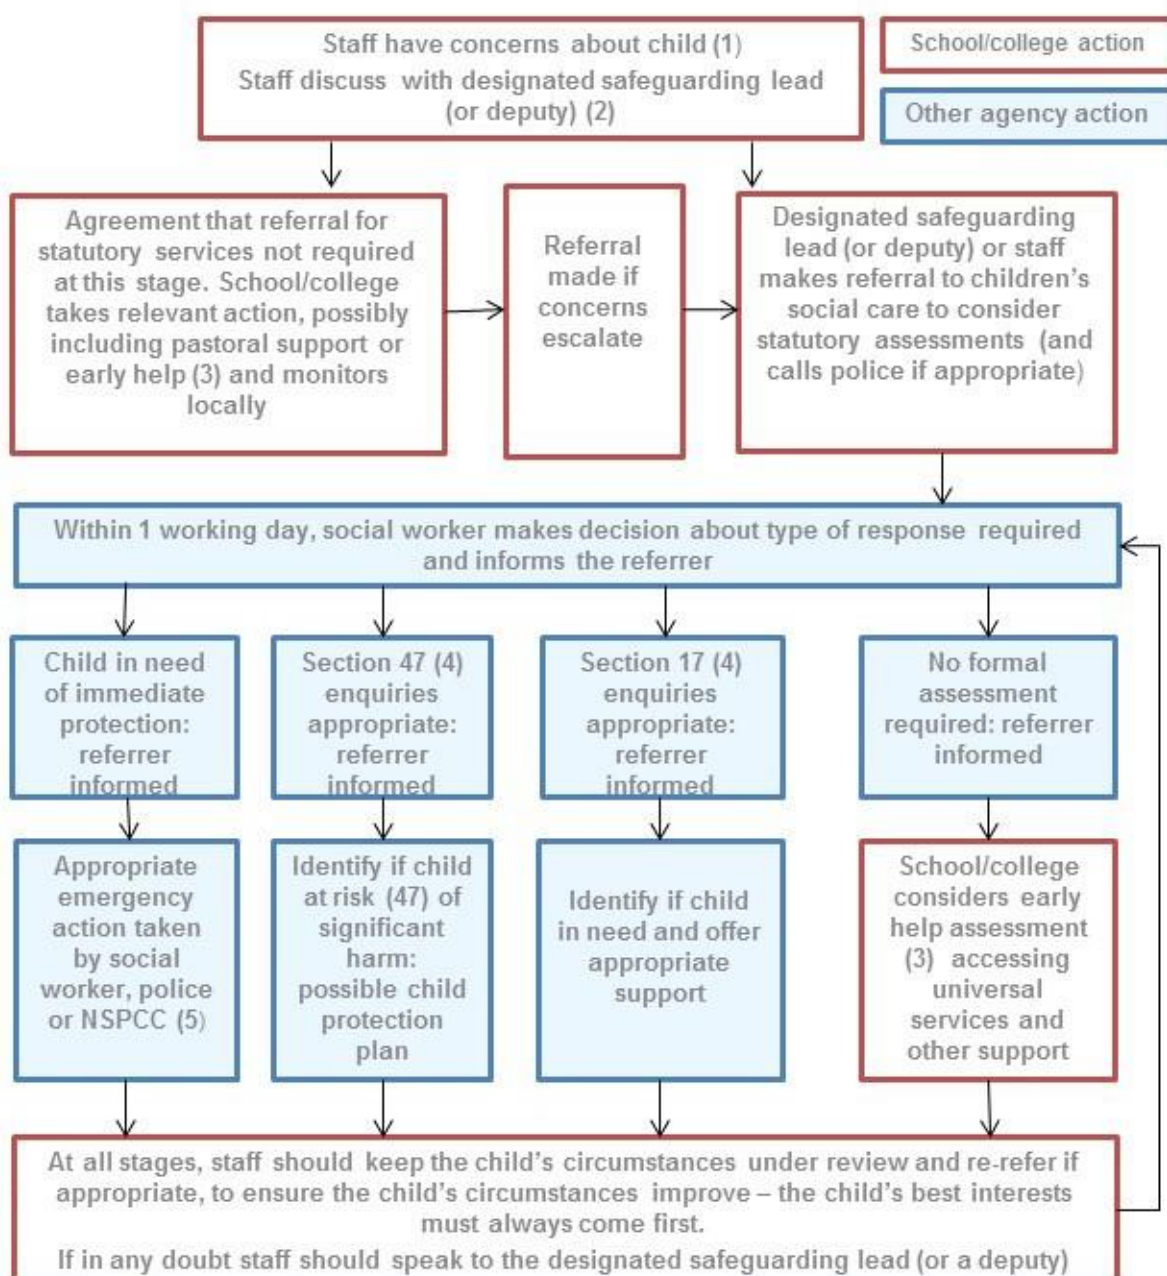 Staff have concerns about child (1)
Staff discuss with designated safeguarding lead
(or deputy) (2)
School/college action
Other agency action
Agreement that referral for
statutory services not required
at this stage. School/college
takes relevant action, possibly
including pastoral support or
early help (3) and monitors
locally
Referral
made if
concerns
escalate
Designated safeguarding
lead (or deputy) or staff
makes referral to children’s
social care to consider
statutory assessments (and
calls police if appropriate)
Within 1 working day, social worker makes decision about type of response required
and informs the referrer
Child in need
of immediate
protection:
referrer
informed
Section 47 (4)
enquiries
appropriate:
referrer
informed
Section 17 (4)
enquiries
appropriate:
referrer
informed
No formal
assessment
required: referrer
informed
Appropriate
emergency
action taken
by social
worker, police
or NSPCC (5)
Identify if child
at risk (47) of
significant
harm:
possible child
protection
plan
Identify if child
in need and offer
appropriate
support
School/college
considers early
help assessment
(3) accessing
universal
services and
other support
At all stages, staff should keep the child’s circumstances under review and re-refer if
appropriate, to ensure the child’s circumstances improve – the child’s best interests
must always come first.
If in any doubt staff should speak to the designated safeguarding lead (or a deputy)